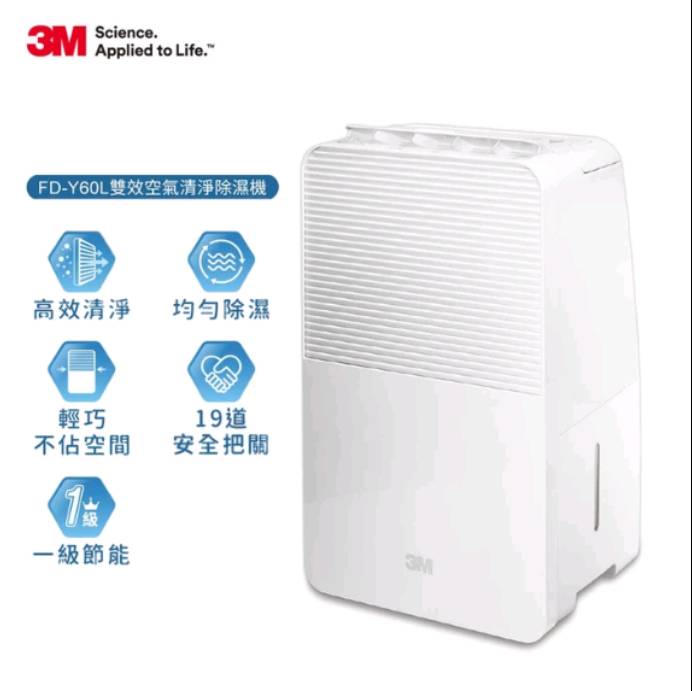 3M Science.
Applied to Life.™
FD-Y60L雙效空氣清淨除濕機
高效清淨
均勻除濕
輕巧
不佔空間
19道
安全把關
1級
一級節能
3M